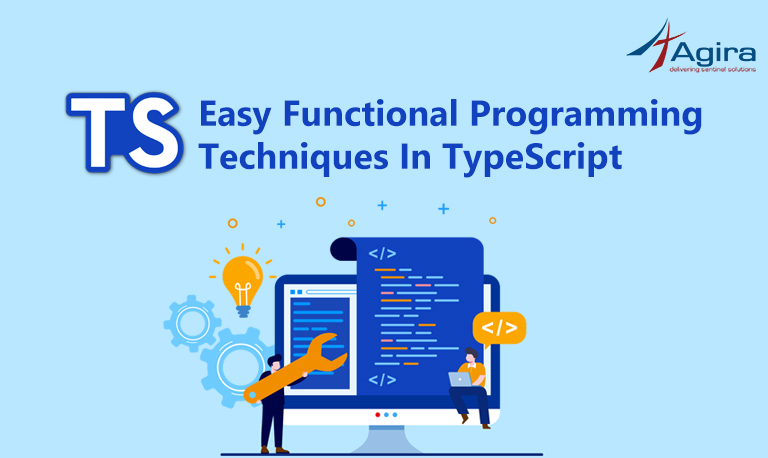 Agira
delivering sentinel solutions
TS
Easy Functional Programming
Techniques In TypeScript
</>
</>
</>